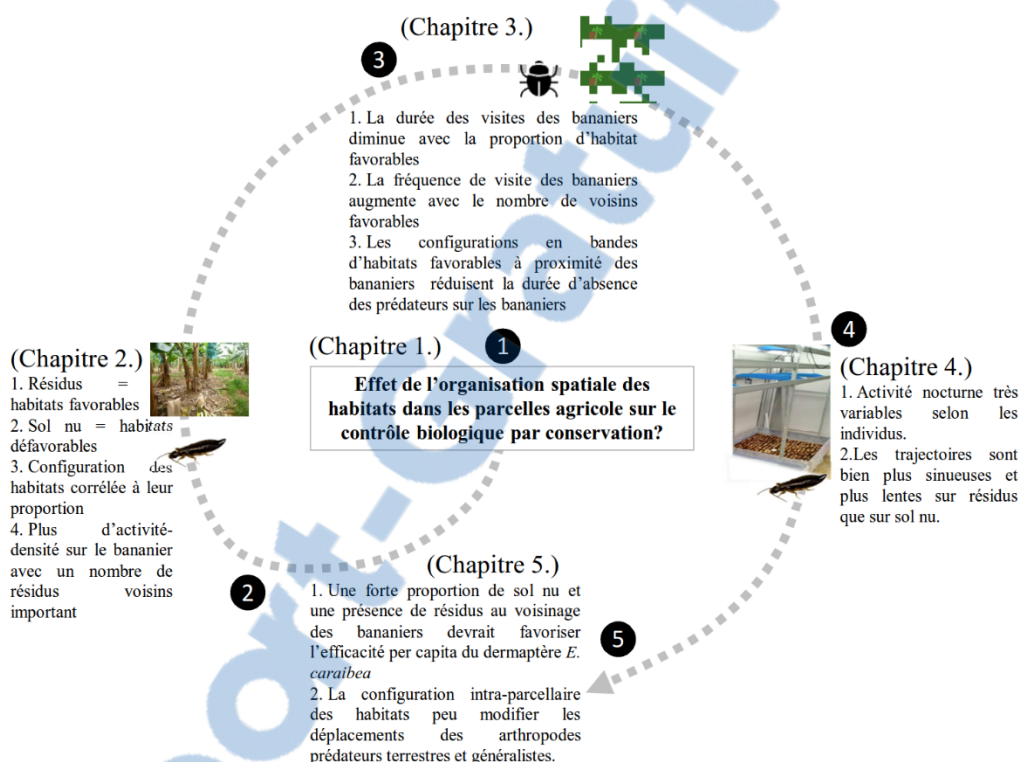 (Chapitre 3.)
3
1. La durée des visites des bananiers
diminue avec la proportion d'habitat
favorables
2. La fréquence de visite des bananiers
augmente avec le nombre de voisins
favorables
3. Les configurations en bandes
d'habitats favorables à proximité des
bananiers réduisent la durée d'absence
des prédateurs sur les bananiers
(Chapitre 1.) 1
Effet de l'organisation spatiale des
habitats dans les parcelles agricole sur le
contrôle biologique par conservation?
(Chapitre 2.)
1. Résidus =
habitats favorables
2. Sol nu = habitats
défavorables
3. Configuration des
habitats corrélée à leur
proportion
4. Plus d'activité-
densité sur le bananier
avec un nombre de
résidus voisins
important
2
4
(Chapitre 4.)
1. Activité nocturne très
variables selon les
individus.
2.Les trajectoires sont
bien plus sinueuses et
plus lentes sur résidus
que sur sol nu.
(Chapitre 5.)
1. Une forte proportion de sol nu et
une présence de résidus au voisinage
des bananiers devrait favoriser
l'efficacité per capita du dermaptère E.
caraibea
2. La configuration intra-parcellaire
des habitats peu modifier les
déplacements des arthropodes
prédateurs terrestres et généralistes.
5
ort-Gratuit